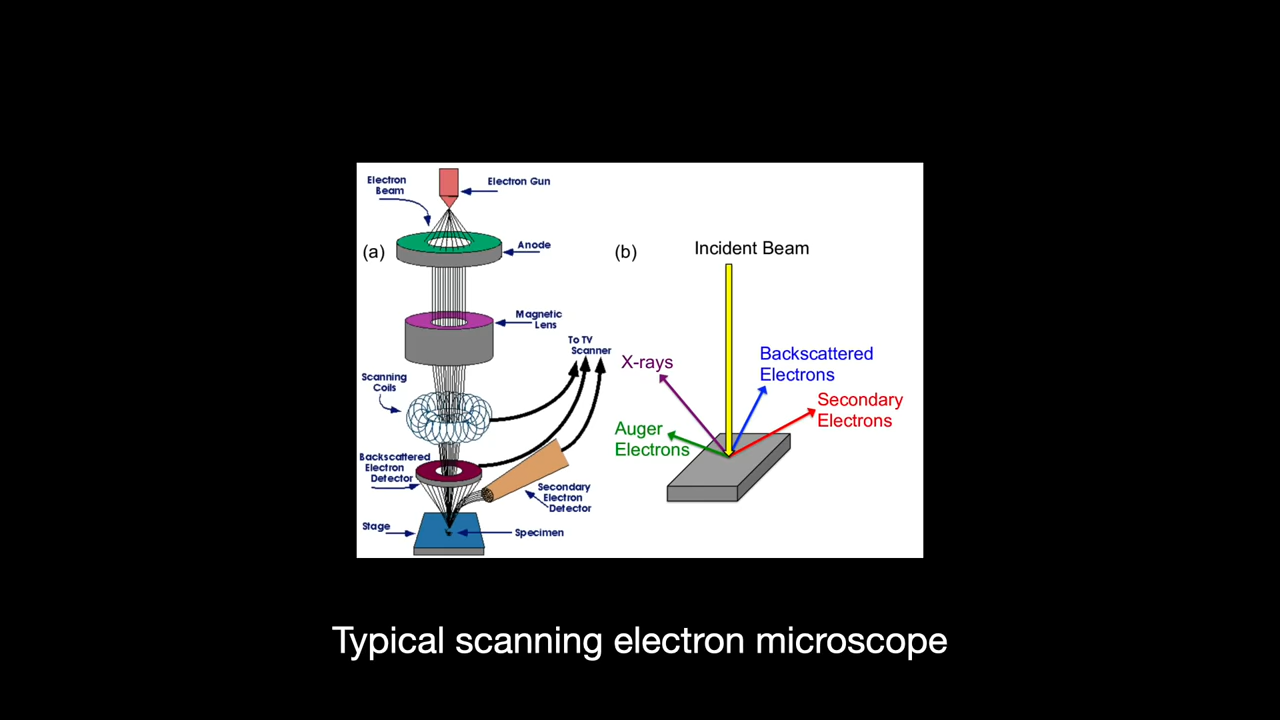 Electron
Beam
Electron Gun
(a)
Anode
Magnetic
Lens
To TV
Scanner
Scanning
Coils
Backscattered
Electron
Detector
Secondary
Electron
Detector
Stage
Specimen
(b)
Incident Beam
X-rays
Backscattered
Electrons
Secondary
Electrons
Auger
Electrons
Typical scanning electron microscope